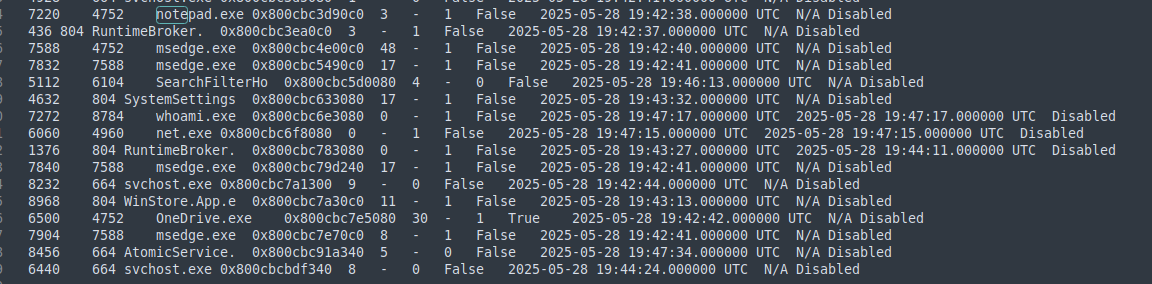 7220 4752 notepad.exe 0x800cbc3d90c0 3 - 1 False 2025-05-28 19:42:38.000000 UTC N/A Disabled
436 804 RuntimeBroker. 0x800cbc3ea0c0 3 - 1 False 2025-05-28 19:42:37.000000 UTC N/A Disabled
7588 4752 msedge.exe 0x800cbc4e00c0 48 - 1 False 2025-05-28 19:42:40.000000 UTC N/A Disabled
7832 7588 msedge.exe 0x800cbc5490c0 17 - 1 False 2025-05-28 19:42:41.000000 UTC N/A Disabled
5112 6104 SearchFilterHo 0x800cbc5d0080 4 - 0 False 2025-05-28 19:46:13.000000 UTC N/A Disabled
4632 804 SystemSettings 0x800cbc633080 17 - 1 False 2025-05-28 19:43:32.000000 UTC N/A Disabled
7272 8784 whoami.exe 0x800cbc6e3080 0 - 1 False 2025-05-28 19:47:17.000000 UTC 2025-05-28 19:47:17.000000 UTC Disabled
6060 4960 net.exe 0x800cbc6f8080 0 - 1 False 2025-05-28 19:47:15.000000 UTC 2025-05-28 19:47:15.000000 UTC Disabled
1376 804 RuntimeBroker. 0x800cbc783080 0 - 1 False 2025-05-28 19:43:27.000000 UTC 2025-05-28 19:44:11.000000 UTC Disabled
7840 7588 msedge.exe 0x800cbc79d240 17 - 1 False 2025-05-28 19:42:41.000000 UTC N/A Disabled
8232 664 svchost.exe 0x800cbc7a1300 9 - 0 False 2025-05-28 19:42:44.000000 UTC N/A Disabled
8968 804 WinStore.App.e 0x800cbc7a30c0 11 - 1 False 2025-05-28 19:43:13.000000 UTC N/A Disabled
6500 4752 OneDrive.exe 0x800cbc7e5080 30 - 1 True 2025-05-28 19:42:42.000000 UTC N/A Disabled
7904 7588 msedge.exe 0x800cbc7e70c0 8 - 1 False 2025-05-28 19:42:41.000000 UTC N/A Disabled
8456 664 AtomicService. 0x800cbc91a340 5 - 0 False 2025-05-28 19:47:34.000000 UTC N/A Disabled
6440 664 svchost.exe 0x800cbcbdf340 8 - 0 False 2025-05-28 19:44:24.000000 UTC N/A Disabled